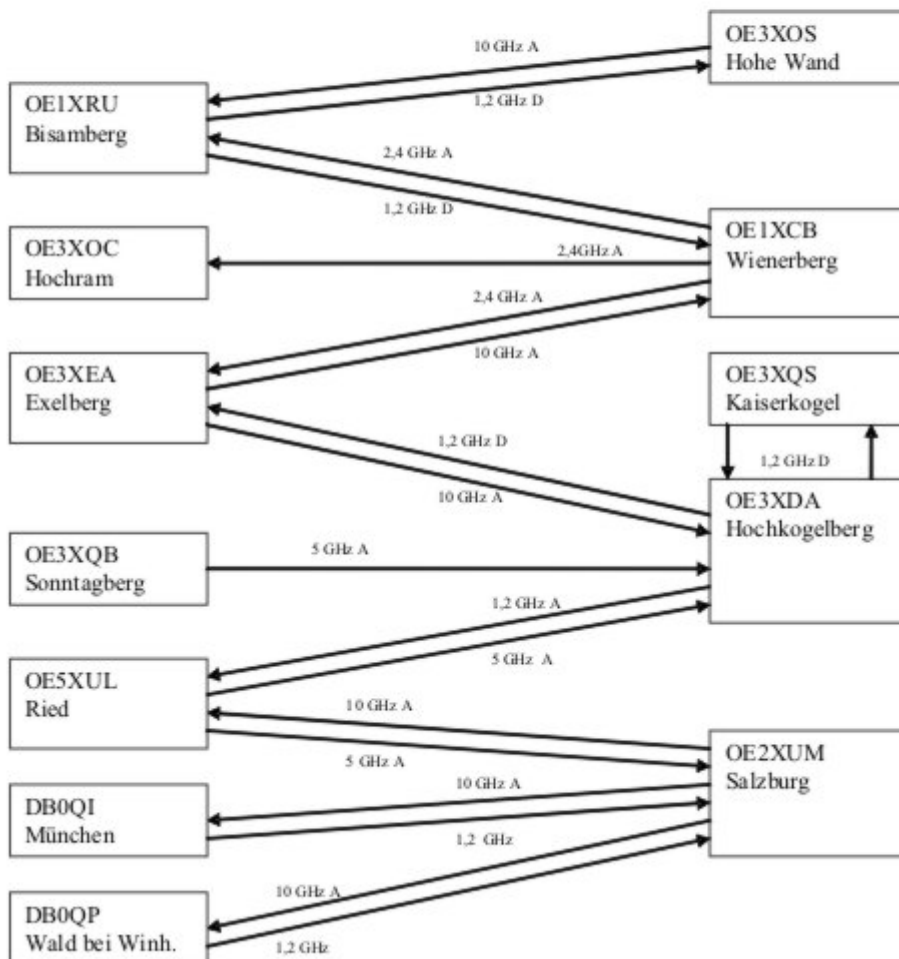 OE3XOS
Hohe Wand
10 GHz A
1,2 GHz D
OE1XRU
Bisamberg
2,4 GHz A
1,2 GHz D
OE1XCB
Wienerberg
OE3XOC
Hochram
2,4GHz A
2,4 GHz A
10 GHz A
OE3XEA
Exelberg
OE3XQS
Kaiserkogel
1,2 GHz D
1,2 GHz D
10 GHz A
OE3XDA
Hochkogelberg
OE3XQB
Sonntagberg
5 GHz A
1,2 GHz A
5 GHz A
OE5XUL
Ried
10 GHz A
5 GHz A
OE2XUM
Salzburg
10 GHz A
DB0QI
München
1,2 GHz
10 GHz A
DB0QP
Wald bei Winh.
1,2 GHz